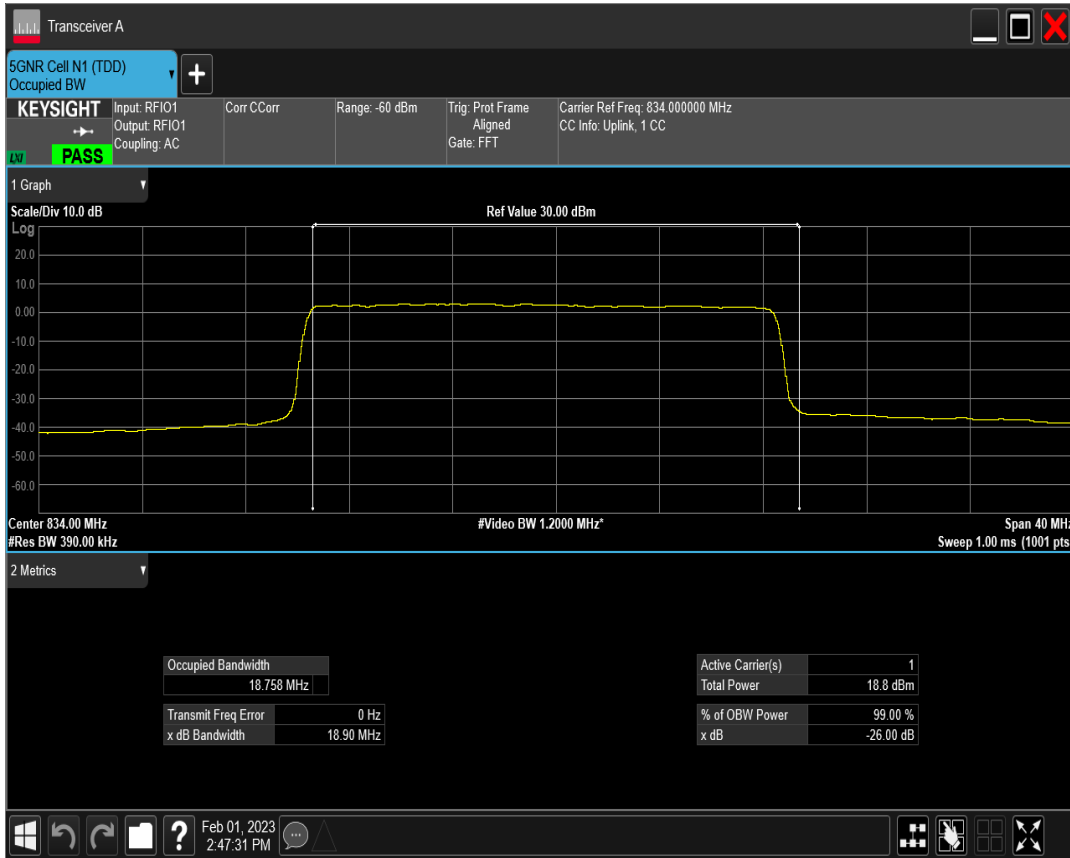 Transceiver A
5GNR Cell N1 (TDD)
Occupied BW
KEYSIGHT
LXI
PASS
Input: RFIO1
Output: RFIO1
Coupling: AC
Corr CCorr
Range: -60 dBm
Trig: Prot Frame
Aligned
Gate: FFT
Carrier Ref Freq: 834.000000 MHz
CC Info: Uplink, 1 CC
1 Graph
Scale/Div 10.0 dB
Ref Value 30.00 dBm
Log
20.0
10.0
0.00
-10.0
-20.0
-30.0
-40.0
-50.0
-60.0
Center 834.00 MHz
#Video BW 1.2000 MHz*
Span 40 MHz
#Res BW 390.00 kHz
Sweep 1.00 ms (1001 pts
2 Metrics
Occupied Bandwidth
18.758 MHz
Transmit Freq Error 0 Hz
x dB Bandwidth 18.90 MHz
Active Carrier(s) 1
Total Power 18.8 dBm
% of OBW Power 99.00 %
x dB -26.00 dB
Feb 01, 2023
2:47:31 PM